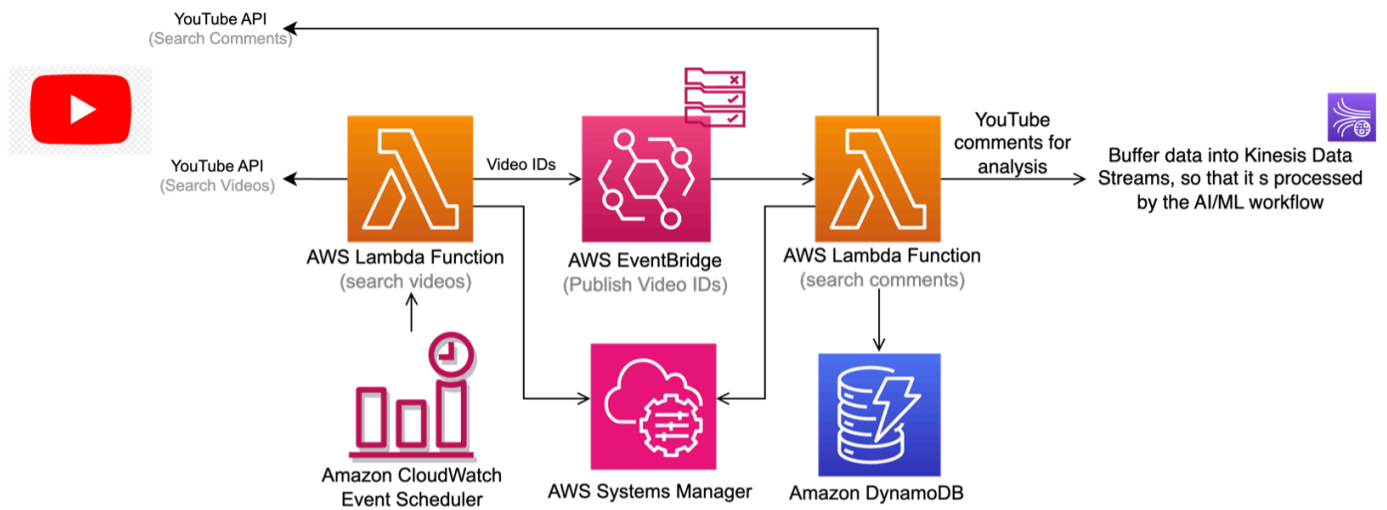 YouTube API
(Search Comments)
YouTube API
(Search Videos)
Video IDs
YouTube
comments for
analysis
Buffer data into Kinesis Data
Streams, so that it s processed
by the AI/ML workflow
AWS Lambda Function
(search videos)
AWS EventBridge
(Publish Video IDs)
AWS Lambda Function
(search comments)
Amazon CloudWatch
Event Scheduler
AWS Systems Manager
Amazon DynamoDB